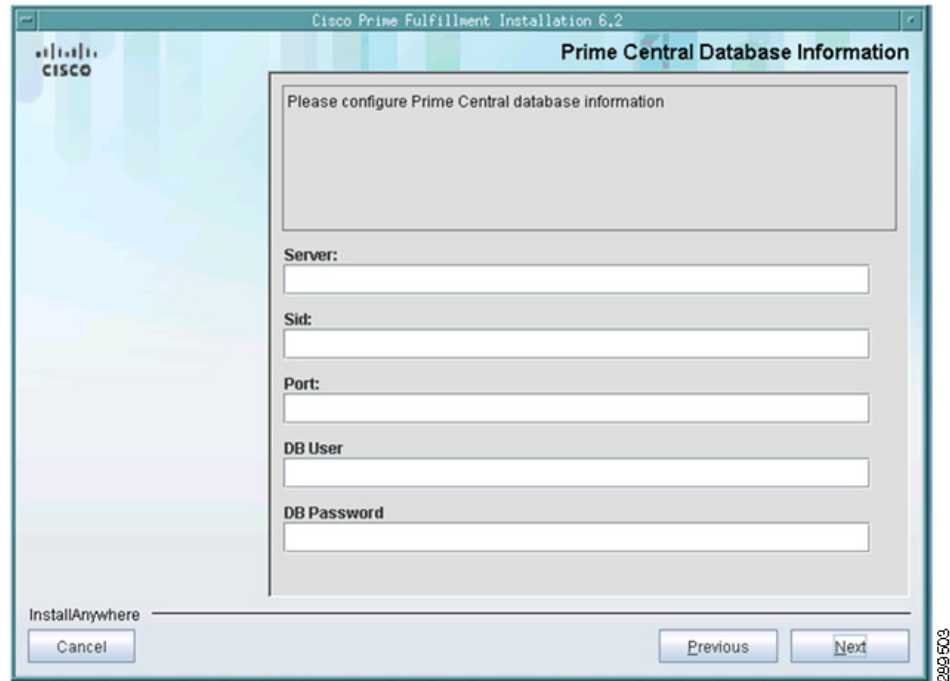 Cisco Prime Fulfillment Installation 6.2
CISCO
Prime Central Database Information
Please configure Prime Central database information
Server:
Sid:
Port:
DB User
DB Password
InstallAnywhere
Cancel
Previous
Next
289503